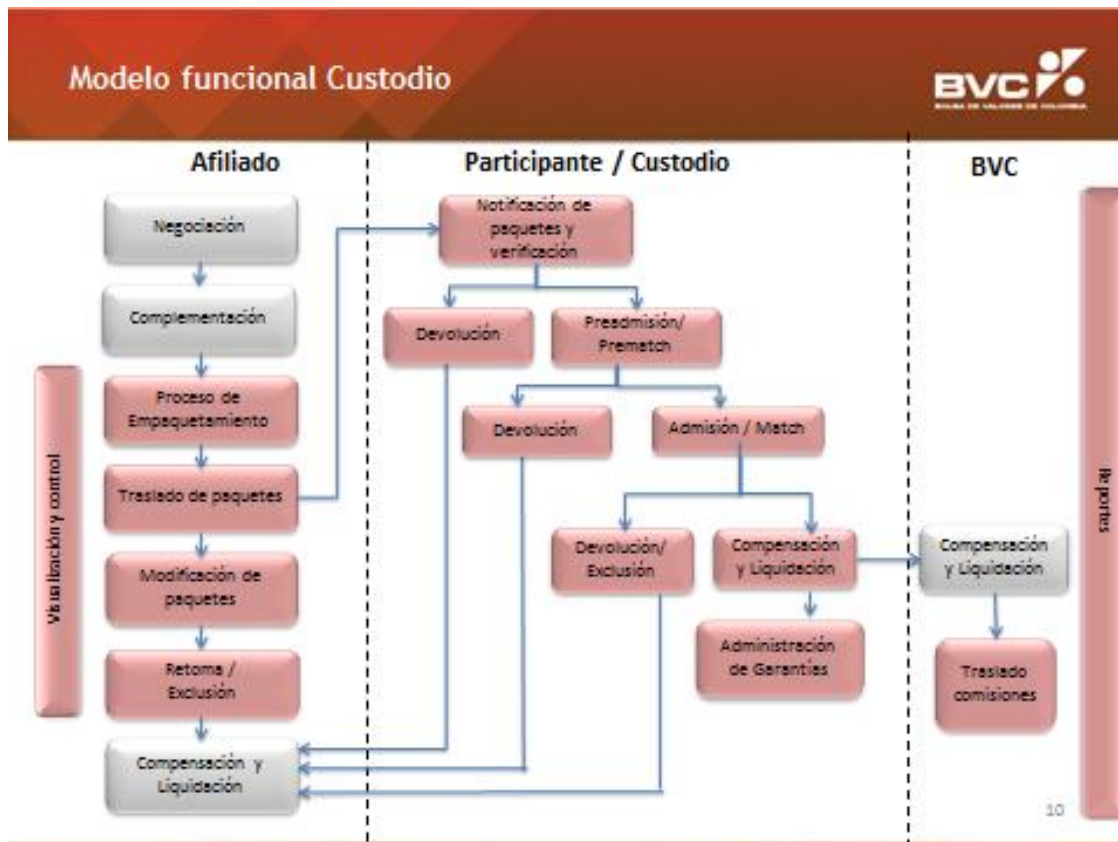 Modelo funcional Custodio
BVC
BOLSA DE VALORES DE COLOMBIA
Afiliado
Participante / Custodio
BVC
Negociación
Complementación
Proceso de
Empaquetamiento
Traslado de paquetes
Modificación de
paquetes
Retoma /
Exclusión
Compensación y
Liquidación
Visualización y control
Notificación de
paquetes y
verificación
Devolución
Preadmisión/
Prematch
Devolución
Admisión / Match
Devolución/
Exclusión
Compensación
y Liquidación
Administración
de Garantías
Compensación
y Liquidación
Traslado
comisiones
Reportes
10